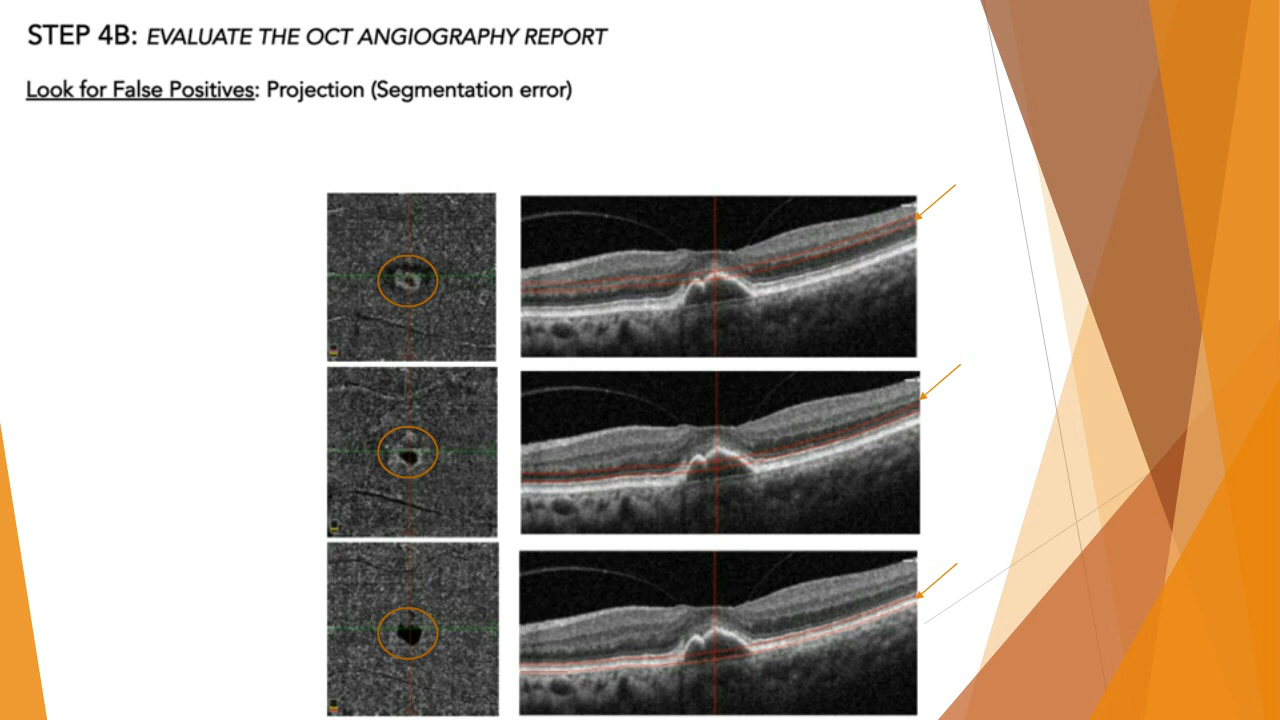 STEP 4B: EVALUATE THE OCT ANGIOGRAPHY REPORT
Look for False Positives: Projection (Segmentation error)